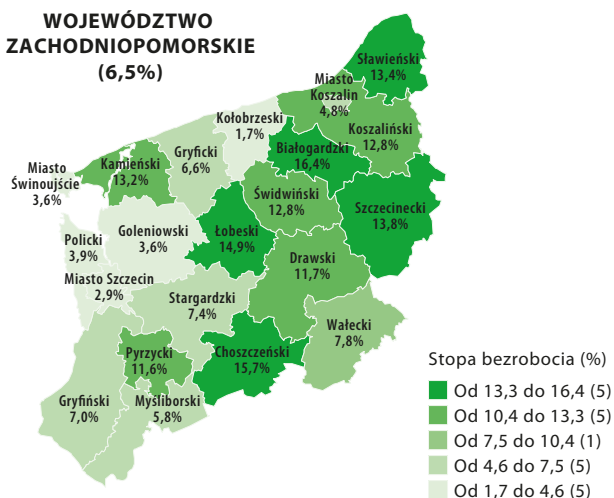 WOJEWÓDZTWO
ZACHODNIOPOMORSKIE
(6,5%)
Sławieński
13,4%
Miasto
Koszalin
4,8%
Kołobrzeski
1,7%
Koszaliński
12,8%
Białogardzki
16,4%
Gryficki
6,6%
Kamieński
13,2%
Miasto
Świnoujście
3,6%
Świdwiński
12,8%
Szczecinecki
13,8%
Goleniowski
3,6%
Łobeski
14,9%
Policki
3,9%
Drawski
11,7%
Miasto Szczecin
2,9%
Stargardzki
7,4%
Wałecki
7,8%
Pyrzycki
11,6%
Choszczeński
15,7%
Gryfiński
7,0%
Myśliborski
5,8%
Stopa bezrobocia (%)
Od 13,3 do 16,4 (5)
Od 10,4 do 13,3 (5)
Od 7,5 do 10,4 (1)
Od 4,6 do 7,5 (5)
Od 1,7 do 4,6 (5)